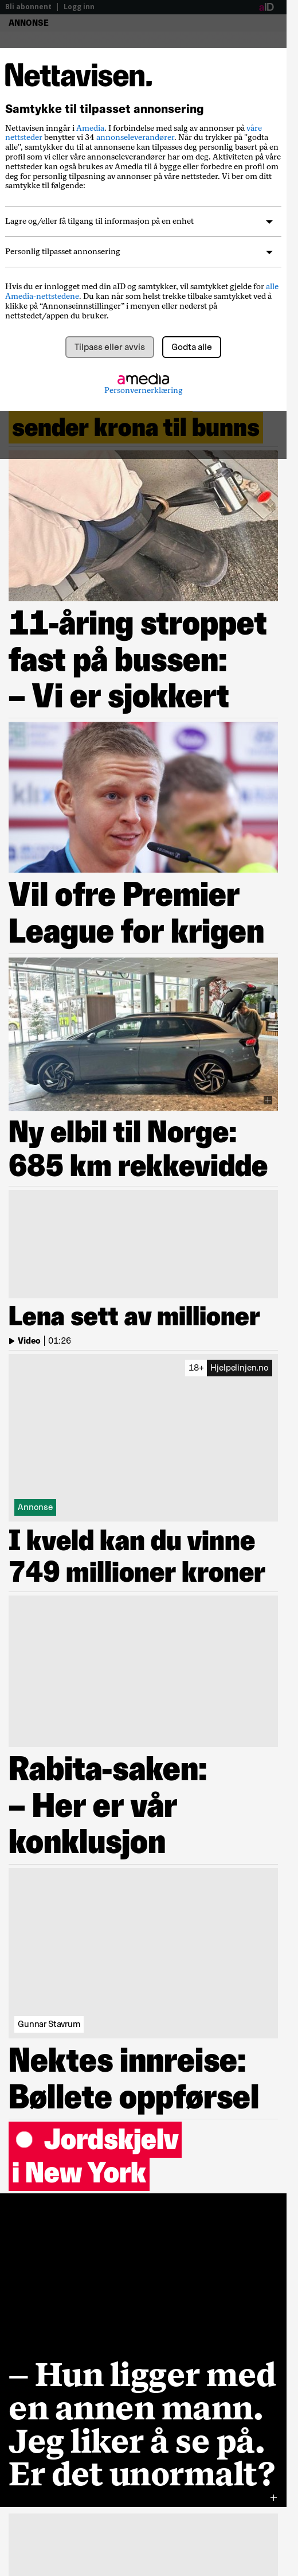 Bli abonnent | Logg inn
aID
ANNONSE
Nettavisen.
Samtykke til tilpasset annonsering
Nettavisen inngår i Amedia. I forbindelse med salg av annonser på våre
nettsteder benytter vi 34 annonseleverandører. Når du trykker på "godta
alle", samtykker du til at annonsene tilpasses deg personlig basert på en
profil som vi eller våre annonseleverandører har om deg. Aktiviteten på våre
nettsteder kan også brukes av Amedia til å bygge eller forbedre en profil om
deg for personlig tilpasning av annonser på våre nettsteder. Vi ber om ditt
samtykke til følgende:
Lagre og/eller få tilgang til informasjon på en enhet
Personlig tilpasset annonsering
Hvis du er innlogget med din aID og samtykker, vil samtykket gjelde for alle
Amedia-nettstedene. Du kan når som helst trekke tilbake samtykket ved å
klikke på “Annonseinnstillinger” i menyen eller nederst på
nettstedet/appen du bruker.
Tilpass eller avvis
Godta alle
amedia
Personvernerklæring
sender krona til bunns
11-åring stroppet
fast på bussen:
– Vi er sjokkert
Vil ofre Premier
League for krigen
Ny elbil til Norge:
685 km rekkevidde
Lena sett av millioner
Video | 01:26
18+ Hjelpelinjen.no
Annonse
I kveld kan du vinne
749 millioner kroner
Rabita-saken:
– Her er vår
konklusjon
Gunnar Stavrum
Nektes innreise:
Bøllete oppførsel
Jordskjelv
i New York
– Hun ligger med
en annen mann.
Jeg liker å se på.
Er det unormalt?